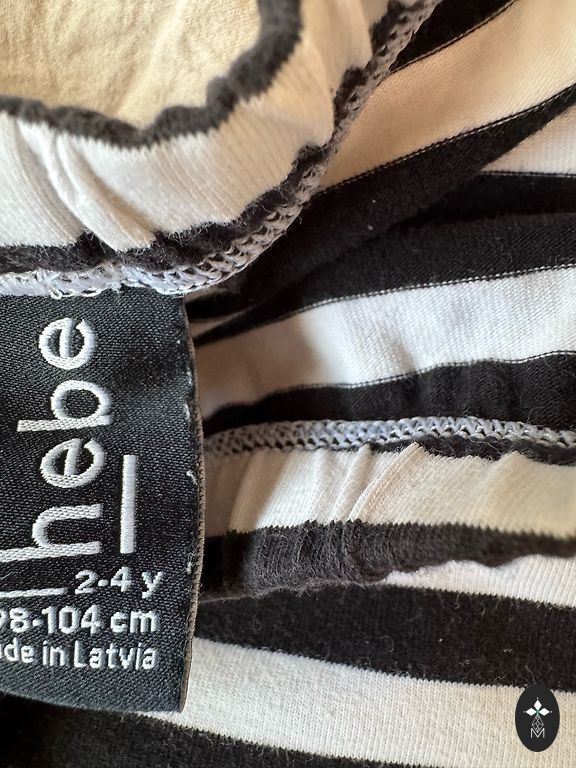 hebe
2-4 y
98-104 cm
de in Latvia
M